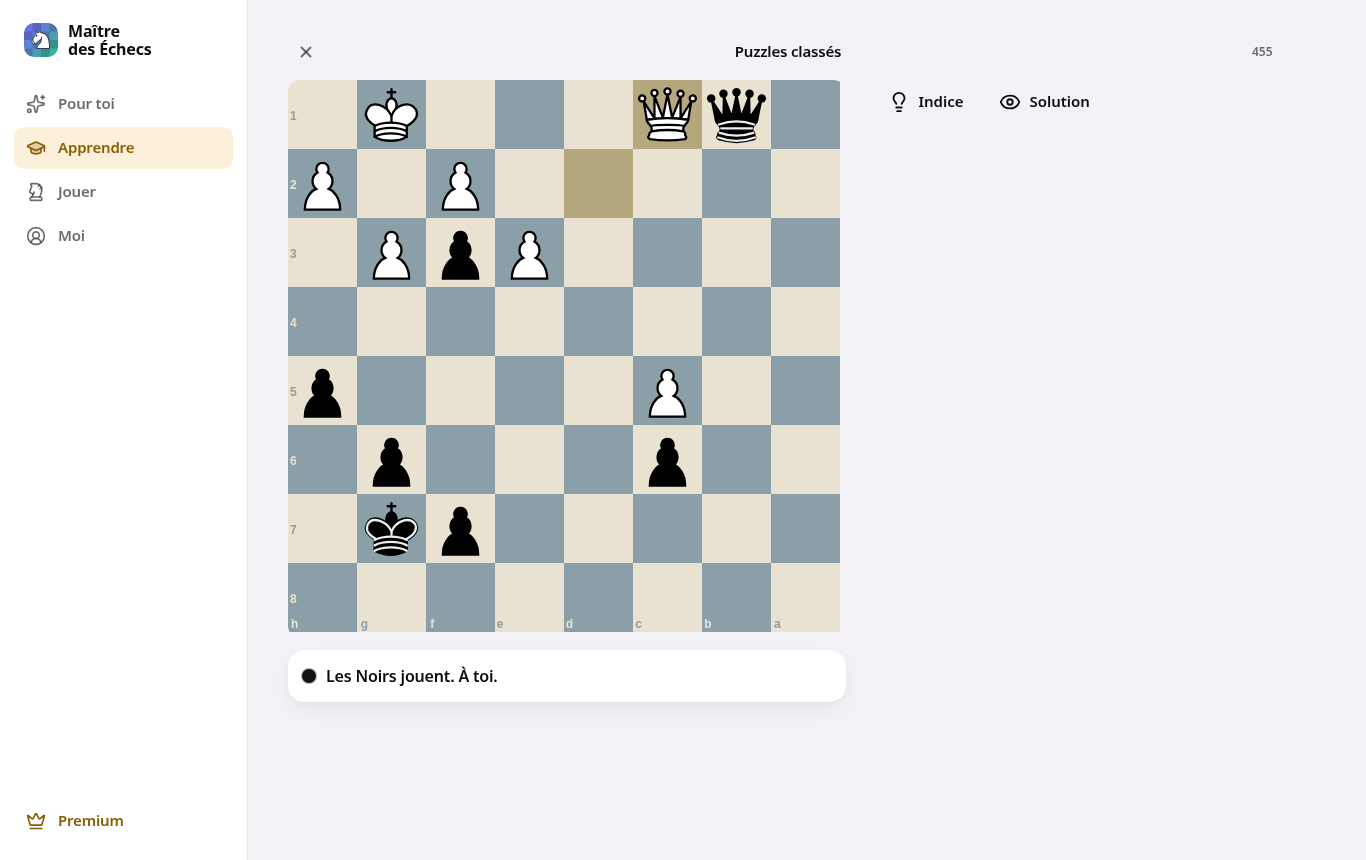 Maître
des Échecs
Pour toi
Apprendre
Jouer
Moi
Premium
Puzzles classés
455
Indice
Solution
1
2
3
4
5
6
7
8
h g f e d c b a
Les Noirs jouent. À toi.